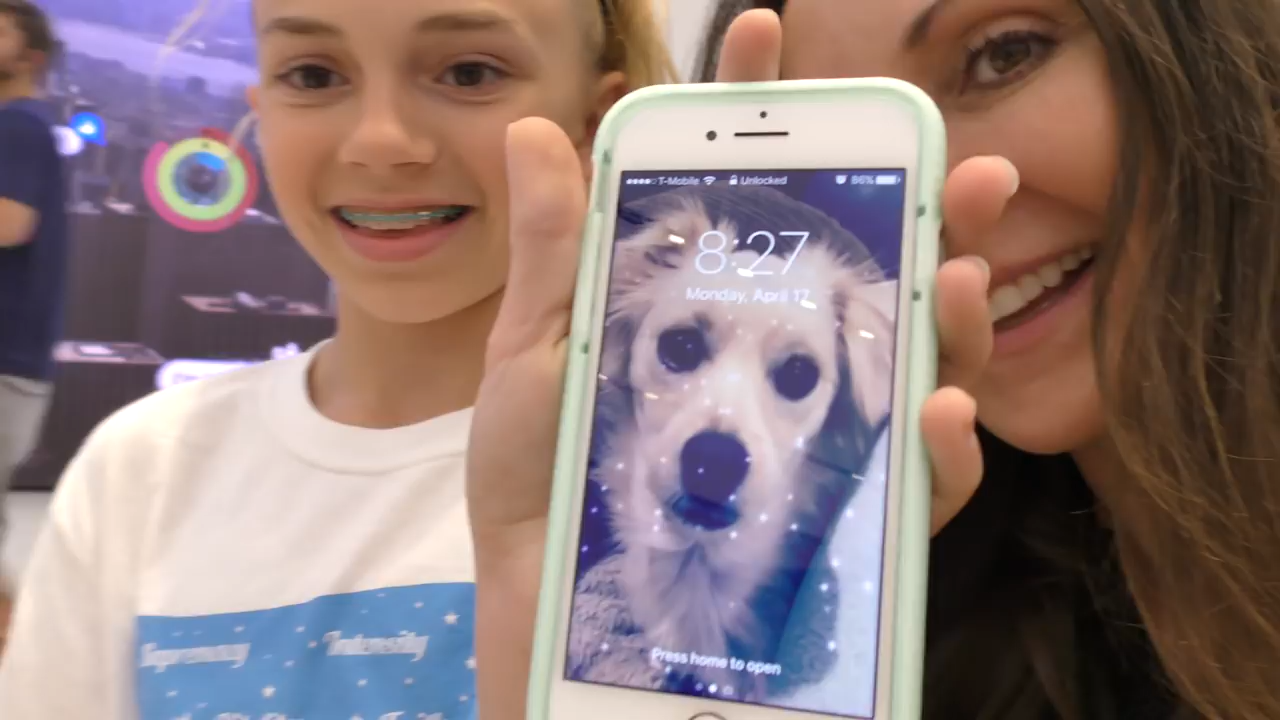 T-Mobile Unlocked 86%
8:27
Monday, April 17
Press home to open
Supremacy Intensity